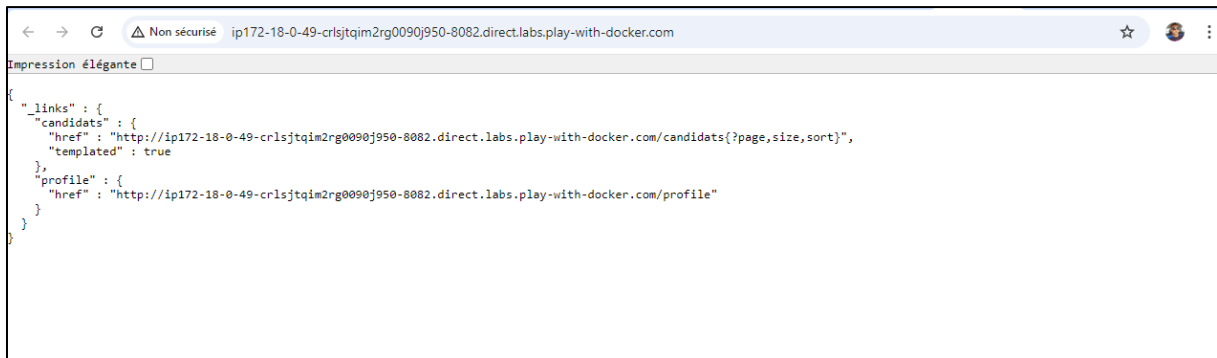 Non sécurisé ip172-18-0-49-crlsjtqim2rg0090j950-8082.direct.labs.play-with-docker.com
Impression élégante
{
  "_links" : {
    "candidats" : {
      "href" : "http://ip172-18-0-49-crlsjtqim2rg0090j950-8082.direct.labs.play-with-docker.com/candidats{?page,size,sort}",
      "templated" : true
    },
    "profile" : {
      "href" : "http://ip172-18-0-49-crlsjtqim2rg0090j950-8082.direct.labs.play-with-docker.com/profile"
    }
  }
}